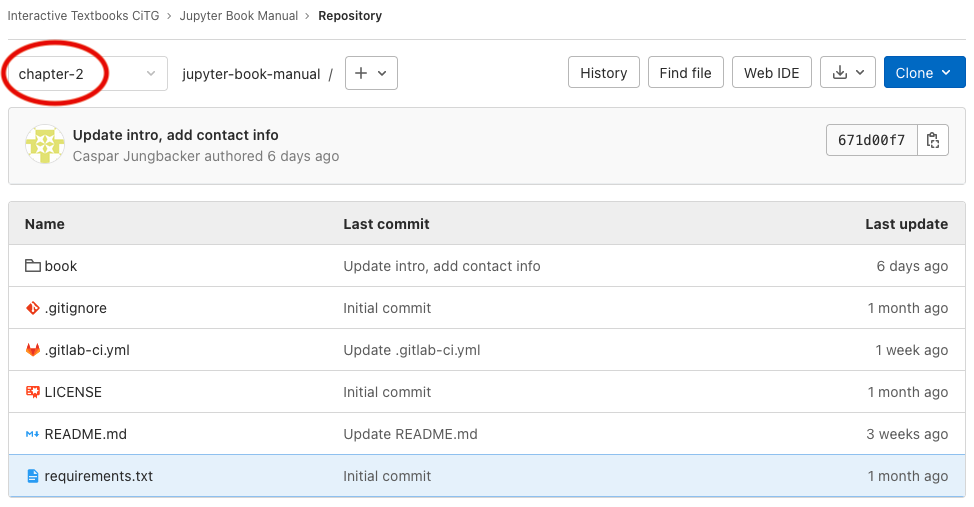 Interactive Textbooks CiTG > Jupyter Book Manual > Repository
chapter-2 jupyter-book-manual / + History Find file Web IDE Clone
Update intro, add contact info
Caspar Jungbacker authored 6 days ago
671d00f7
Name Last commit Last update
book Update intro, add contact info 6 days ago
.gitignore Initial commit 1 month ago
.gitlab-ci.yml Update .gitlab-ci.yml 1 week ago
LICENSE Initial commit 1 month ago
README.md Update README.md 3 weeks ago
requirements.txt Initial commit 1 month ago